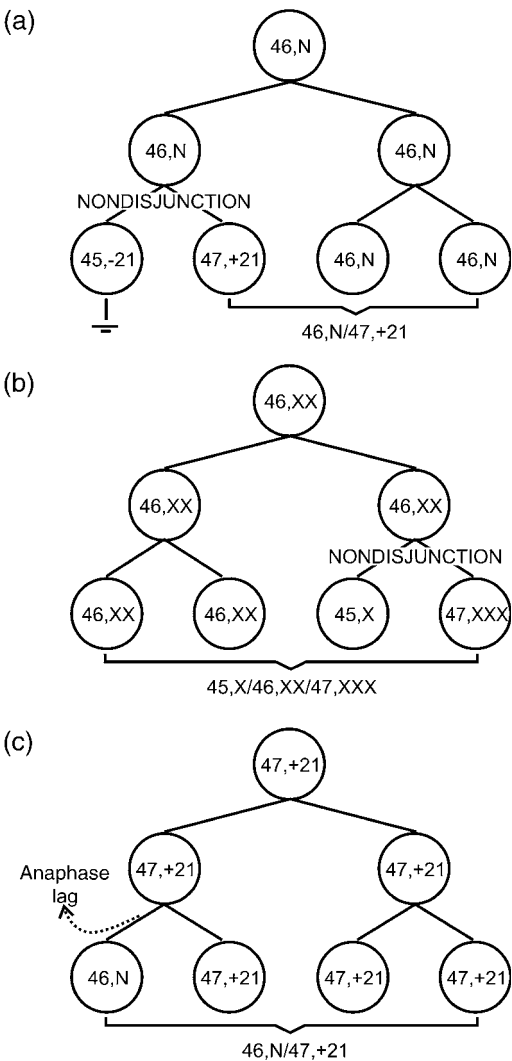 (a)
46,N
46,N 46,N
NONDISJUNCTION
45,-21 47,+21 46,N 46,N
46,N/47,+21
(b)
46,XX
46,XX 46,XX
NONDISJUNCTION
46,XX 46,XX 45,X 47,XXX
45,X/46,XX/47,XXX
(c)
47,+21
47,+21 47,+21
Anaphase
lag
46,N 47,+21 47,+21 47,+21
46,N/47,+21